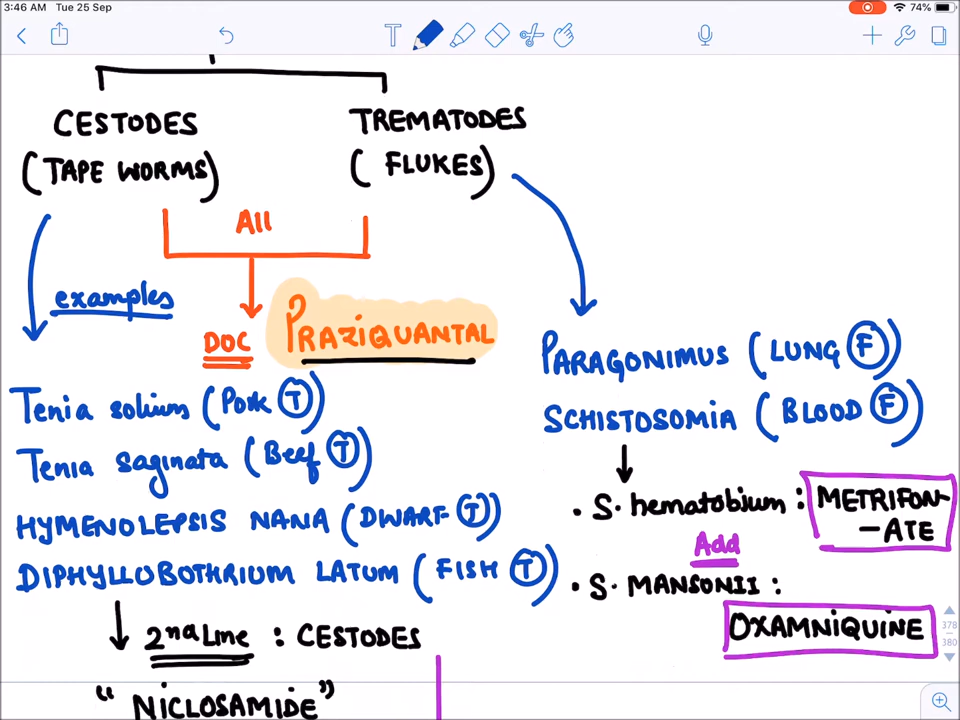 3:46 AM Tue 25 Sep
74%
T
CESTODES
(TAPE WORMS)
TREMATODES
(FLUKES)
All
examples
DOC PRAZIQUANTAL
Tenia solium (Pork T)
Tenia saginata (Beef T)
HYMENOLEPSIS NANA (DWARF T)
DIPHYLLOBOTHRIUM LATUM (FISH T)
2nd Line : CESTODES
"NICLOSAMIDE"
PARAGONIMUS (LUNG F)
SCHISTOSOMIA (BLOOD F)
• S. hematobium : METRIFON-
-ATE
Add
• S. MANSONII :
OXAMNIQUINE
378
380